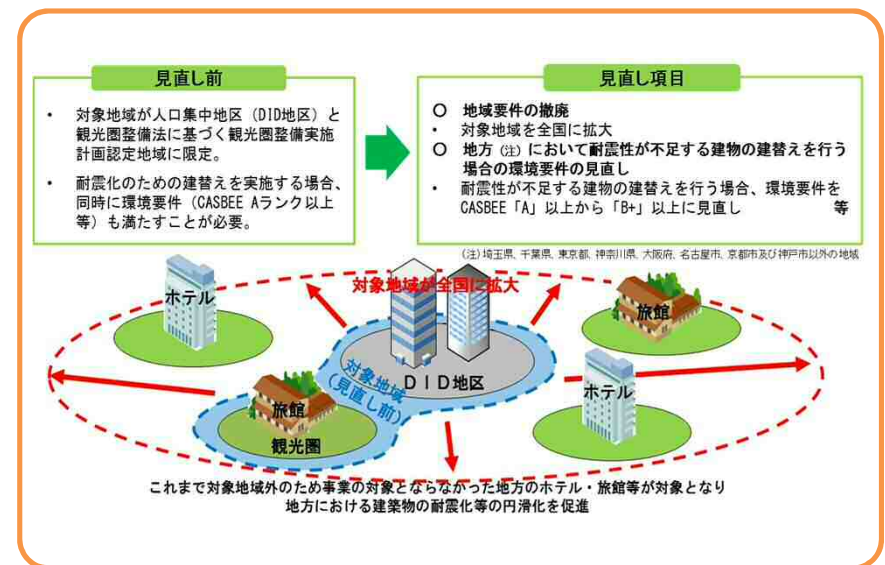 見直し前
・ 対象地域が人口集中地区（DID地区）と
観光圏整備法に基づく観光圏整備実施
計画認定地域に限定。
・ 耐震化のための建替えを実施する場合、
同時に環境要件（CASBEE Aランク以上
等）も満たすことが必要。
見直し項目
○ 地域要件の撤廃
・ 対象地域を全国に拡大
○ 地方（注）において耐震性が不足する建物の建替えを行う
場合の環境要件の見直し
・ 耐震性が不足する建物の建替えを行う場合、環境要件を
CASBEE「A」以上から「B+」以上に見直し 等
(注)埼玉県、千葉県、東京都、神奈川県、大阪府、名古屋市、京都市及び神戸市以外の地域
対象地域が全国に拡大
ホテル
旅館
対象地域
(見直し前)
ＤＩＤ地区
ホテル
旅館
観光圏
これまで対象地域外のため事業の対象とならなかった地方のホテル・旅館等が対象となり
地方における建築物の耐震化等の円滑化を促進